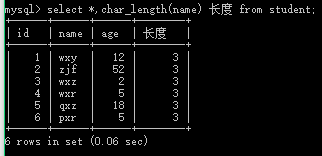 mysql> select *,char_length(name) 长度 from student;
| id | name | age | 长度 |
| 1 | wxy | 12 | 3 |
| 2 | zjf | 52 | 3 |
| 3 | wxz | 2 | 3 |
| 4 | wxr | 5 | 3 |
| 5 | qxz | 18 | 3 |
| 6 | pxr | 5 | 3 |
6 rows in set (0.06 sec)